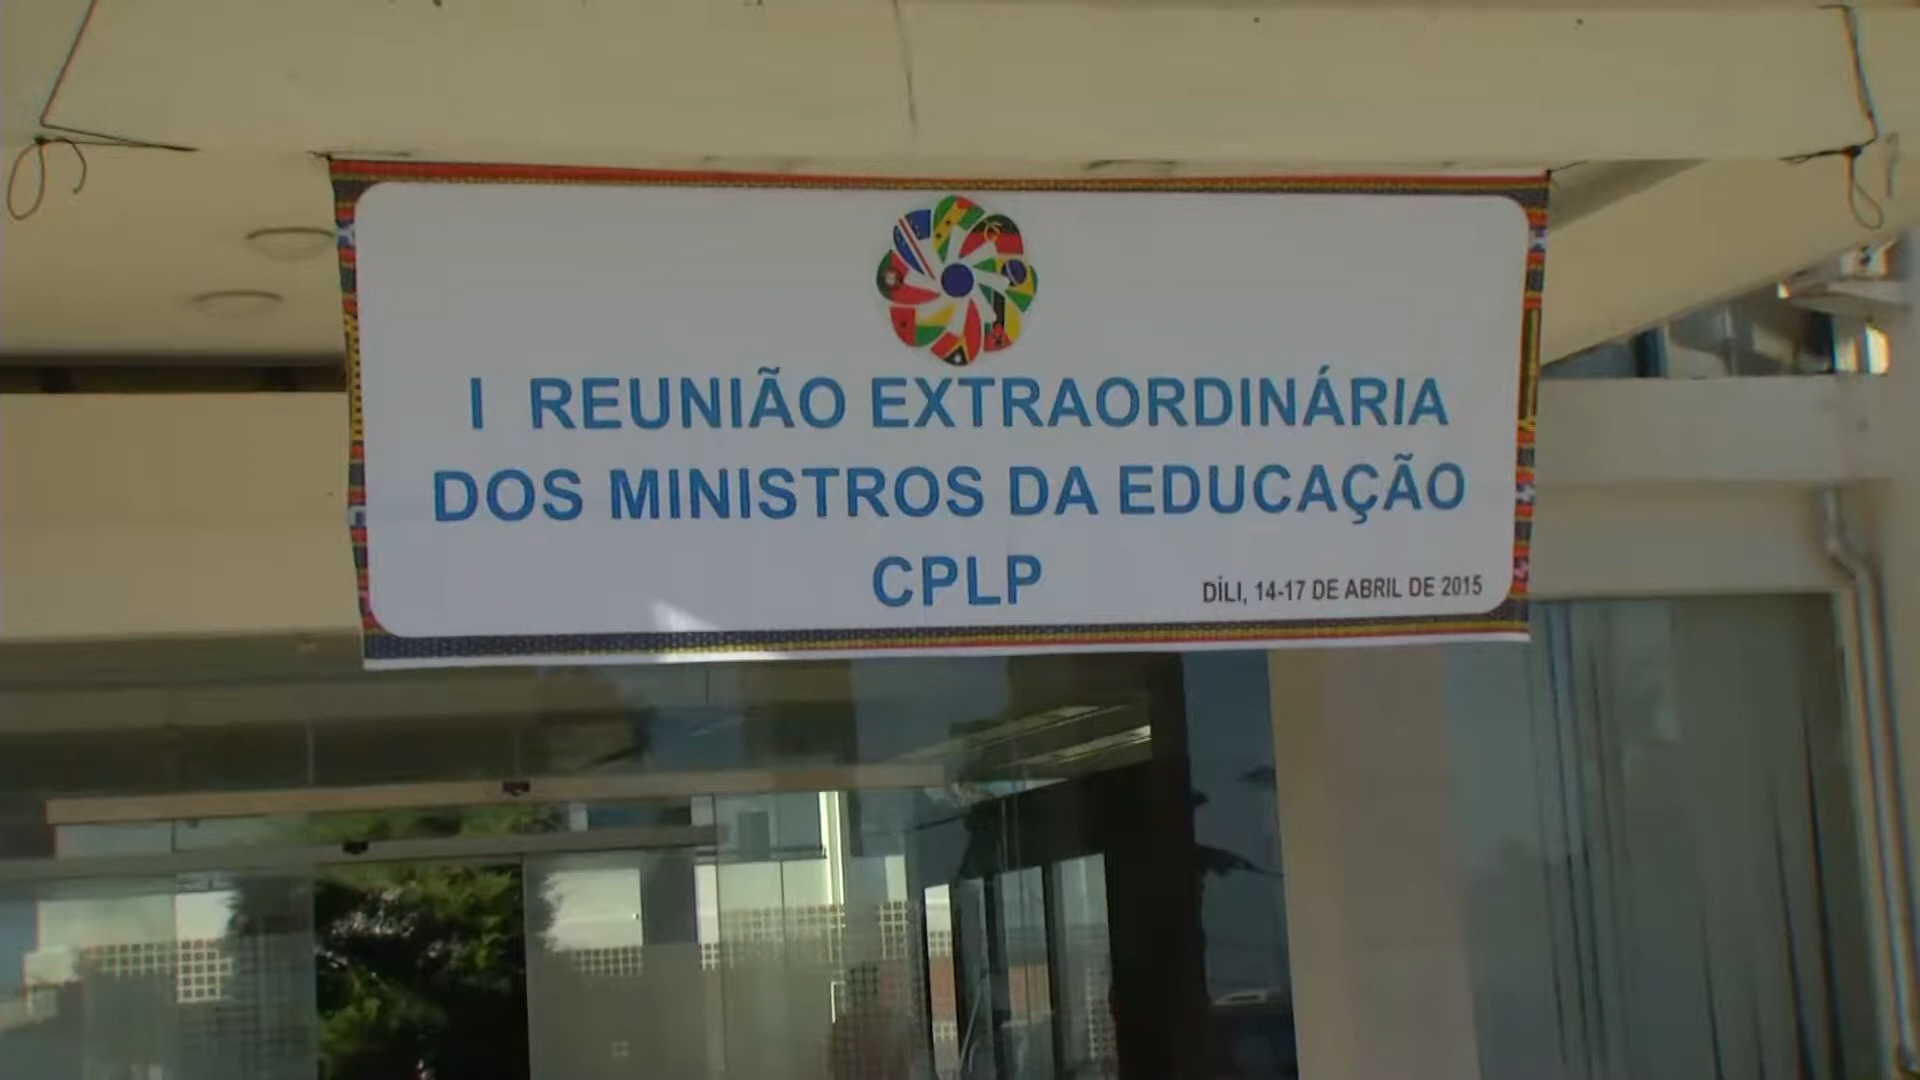 I REUNIÃO EXTRAORDINÁRIA
DOS MINISTROS DA EDUCAÇÃO
CPLP
DÍLI, 14-17 DE ABRIL DE 2015